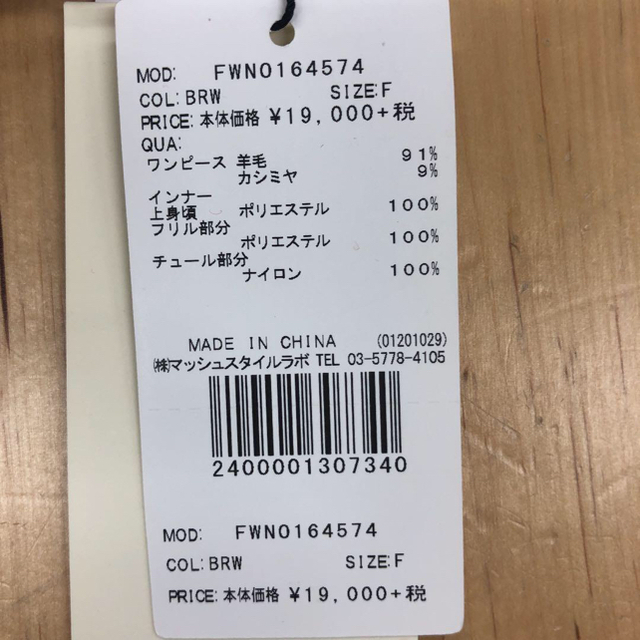 MOD: FWNO164574
COL:BRW SIZE:F
PRICE:本体価格 ¥19,000+税
QUA:
ワンピース 羊毛 91%
カシミヤ 9%
インナー
上身頃 ポリエステル 100%
フリル部分
ポリエステル 100%
チュール部分
ナイロン 100%
MADE IN CHINA (01201029)
㈱マッシュスタイルラボ TEL 03-5778-4105
2400001307340
MOD: FWNO164574
COL:BRW SIZE:F
PRICE:本体価格 ¥19,000+税